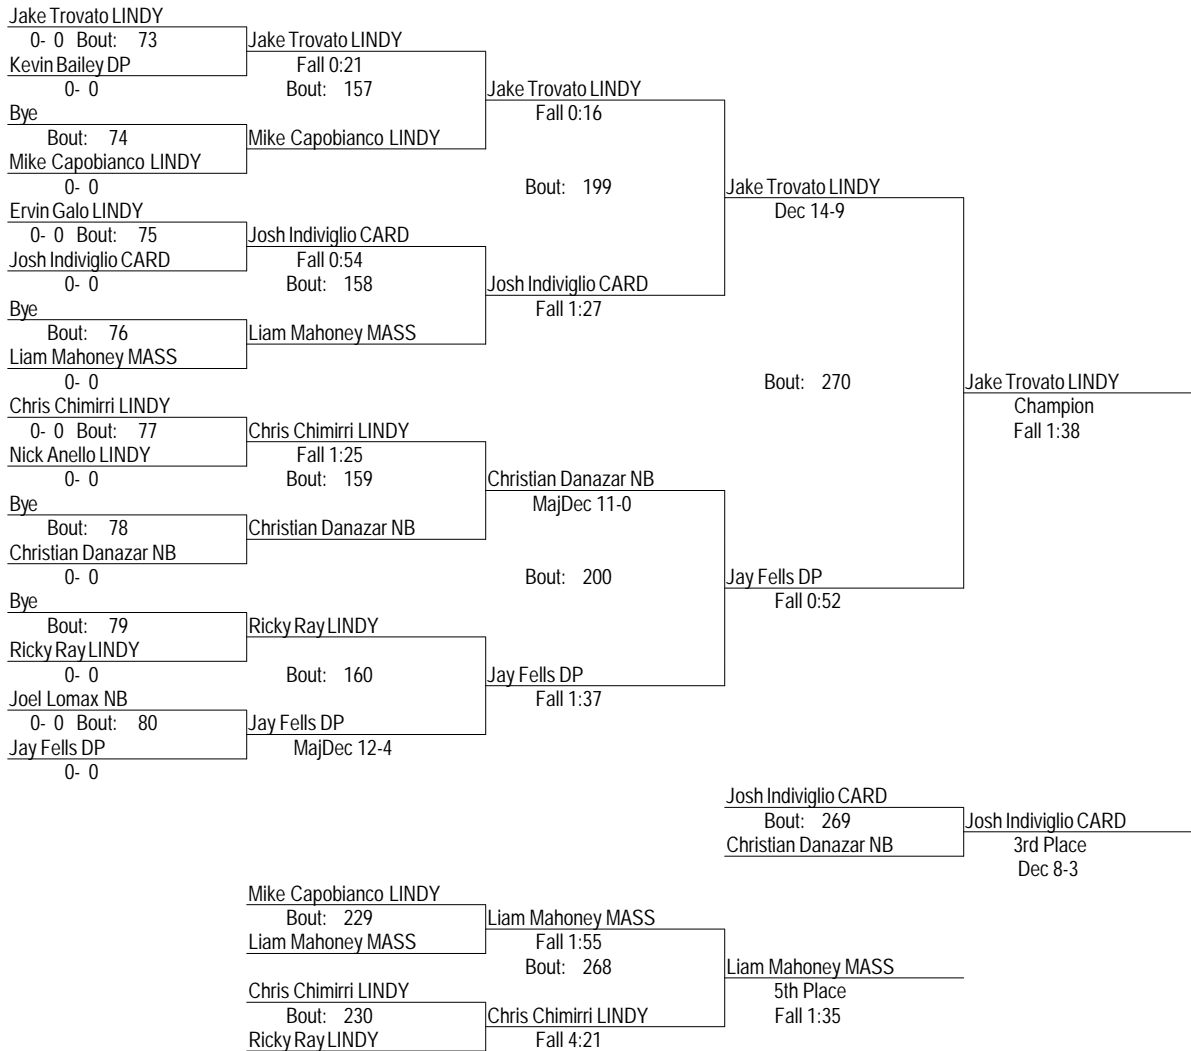 Jake Trovato LINDY
0- 0 Bout: 73
Jake Trovato LINDY
Kevin Bailey DP
Fall 0:21
0- 0
Bout: 157
Jake Trovato LINDY
Bye
Fall 0:16
Bout: 74
Mike Capobianco LINDY
Mike Capobianco LINDY
0- 0
Bout: 199
Jake Trovato LINDY
Ervin Galo LINDY
Dec 14-9
0- 0 Bout: 75
Josh Indiviglio CARD
Josh Indiviglio CARD
Fall 0:54
0- 0
Bout: 158
Josh Indiviglio CARD
Bye
Fall 1:27
Bout: 76
Liam Mahoney MASS
Liam Mahoney MASS
0- 0
Bout: 270
Jake Trovato LINDY
Chris Chimirri LINDY
Champion
0- 0 Bout: 77
Chris Chimirri LINDY
Fall 1:38
Nick Anello LINDY
Fall 1:25
0- 0
Bout: 159
Christian Danazar NB
Bye
MajDec 11-0
Bout: 78
Christian Danazar NB
Christian Danazar NB
0- 0
Bout: 200
Jay Fells DP
Bye
Fall 0:52
Bout: 79
Ricky Ray LINDY
Ricky Ray LINDY
0- 0
Bout: 160
Jay Fells DP
Joel Lomax NB
Fall 1:37
0- 0 Bout: 80
Jay Fells DP
Jay Fells DP
MajDec 12-4
0- 0
Josh Indiviglio CARD
Bout: 269
Josh Indiviglio CARD
Christian Danazar NB
3rd Place
Dec 8-3
Mike Capobianco LINDY
Bout: 229
Liam Mahoney MASS
Liam Mahoney MASS
Fall 1:55
Bout: 268
Liam Mahoney MASS
Chris Chimirri LINDY
5th Place
Bout: 230
Chris Chimirri LINDY
Fall 1:35
Ricky Ray LINDY
Fall 4:21